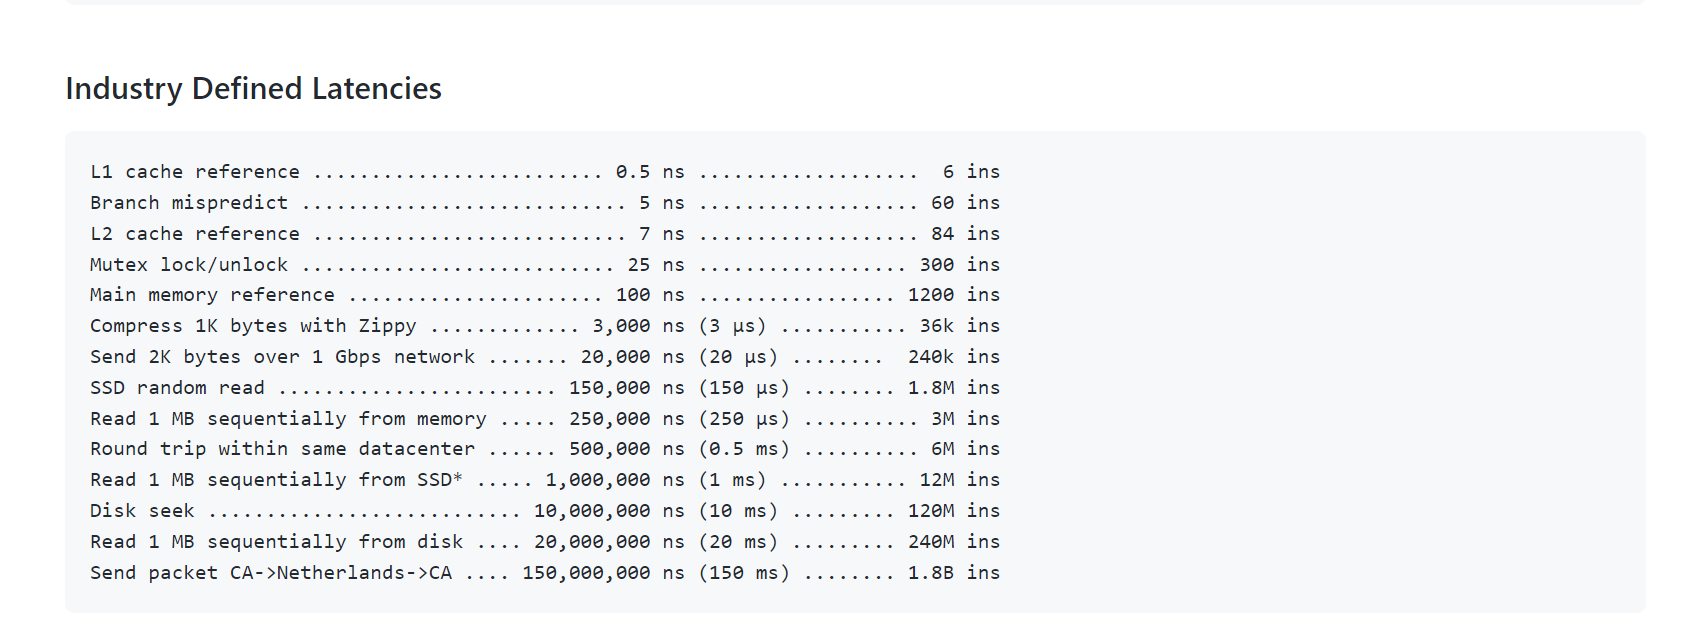 Industry Defined Latencies
L1 cache reference ......................... 0.5 ns ...................  6 ins
Branch mispredict ............................ 5 ns ................... 60 ins
L2 cache reference ........................... 7 ns ................... 84 ins
Mutex lock/unlock ........................... 25 ns .................. 300 ins
Main memory reference ...................... 100 ns ................. 1200 ins
Compress 1K bytes with Zippy ............. 3,000 ns (3 µs) ........... 36k ins
Send 2K bytes over 1 Gbps network ....... 20,000 ns (20 µs) ........  240k ins
SSD random read ........................ 150,000 ns (150 µs) ........ 1.8M ins
Read 1 MB sequentially from memory ..... 250,000 ns (250 µs) .......... 3M ins
Round trip within same datacenter ...... 500,000 ns (0.5 ms) .......... 6M ins
Read 1 MB sequentially from SSD* ..... 1,000,000 ns (1 ms) ........... 12M ins
Disk seek ........................... 10,000,000 ns (10 ms) ......... 120M ins
Read 1 MB sequentially from disk .... 20,000,000 ns (20 ms) ......... 240M ins
Send packet CA->Netherlands->CA .... 150,000,000 ns (150 ms) ........ 1.8B ins